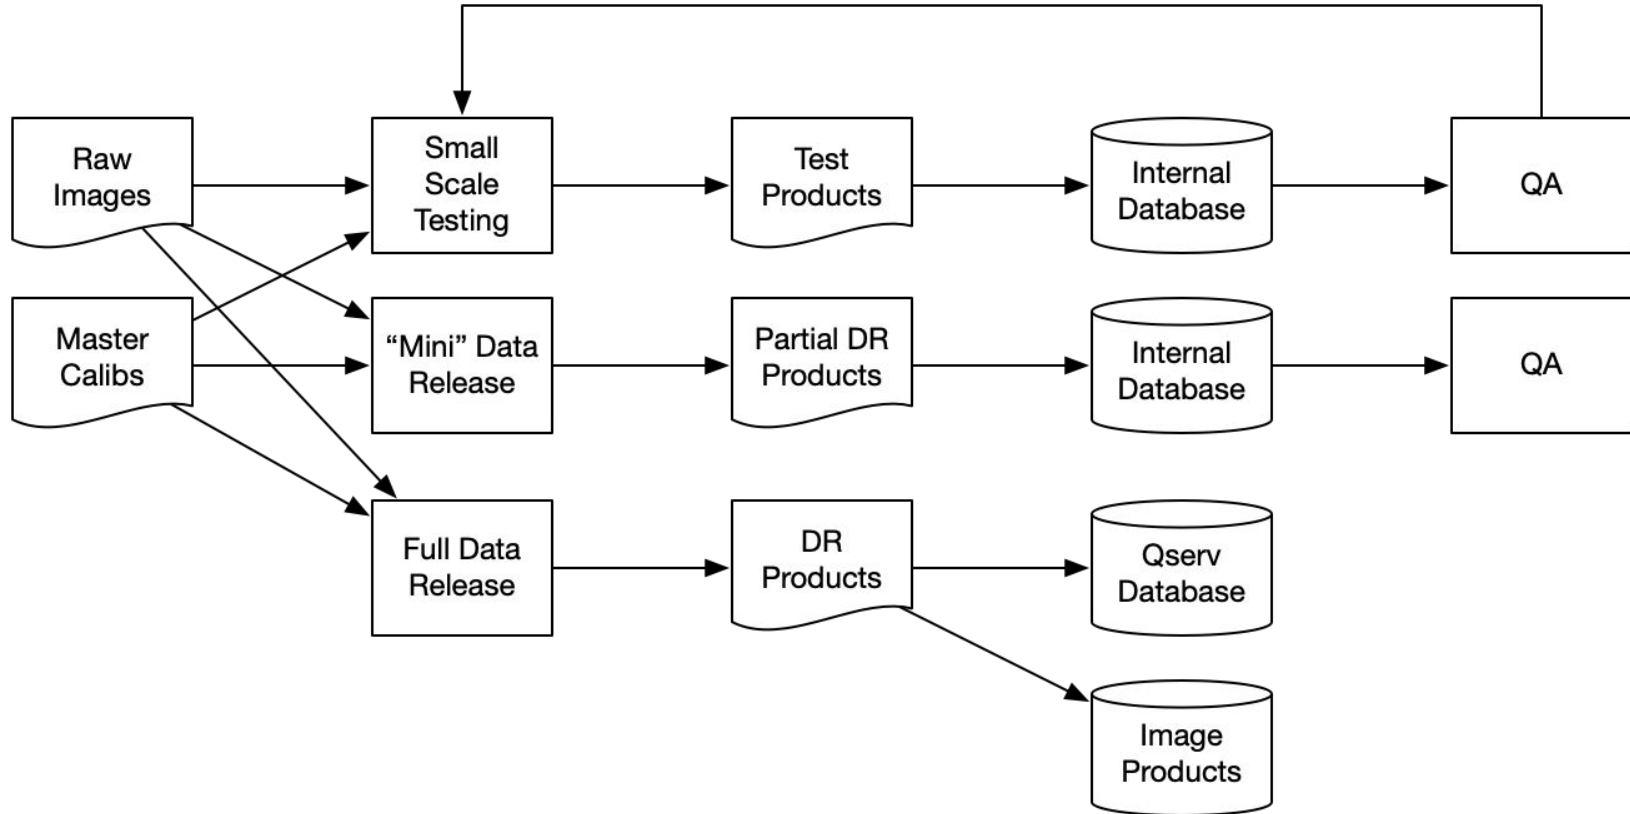 Raw
Images
Small
Scale
Testing
Test
Products
Internal
Database
QA
Master
Calibs
“Mini” Data
Release
Partial DR
Products
Internal
Database
QA
Full Data
Release
DR
Products
Qserv
Database
Image
Products